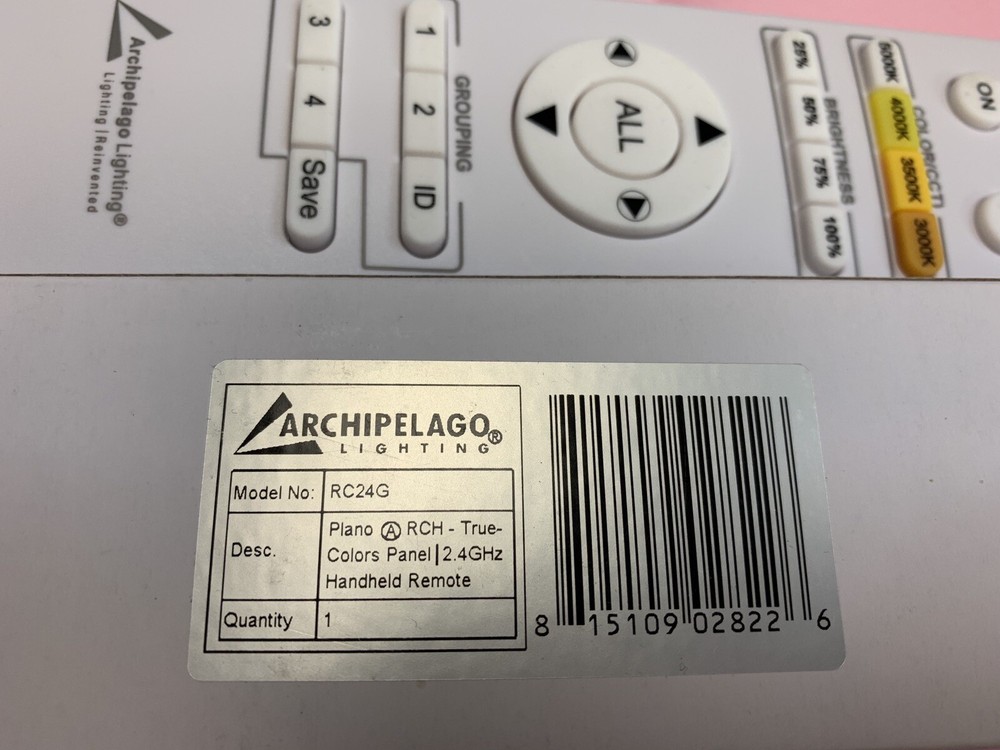 Archipelago Lighting®
Lighting | Reinvented
3
4
Save
1
2
ID
GROUPING
ALL
25%
50%
75%
100%
BRIGHTNESS
5000K
4000K
3500K
3000K
COLOR(CCT)
ON
ARCHIPELAGO®
LIGHTING
Model No: RC24G
Desc. Plano Ⓐ RCH - True-
Colors Panel|2.4GHz
Handheld Remote
Quantity 1
8 15109 02822 6